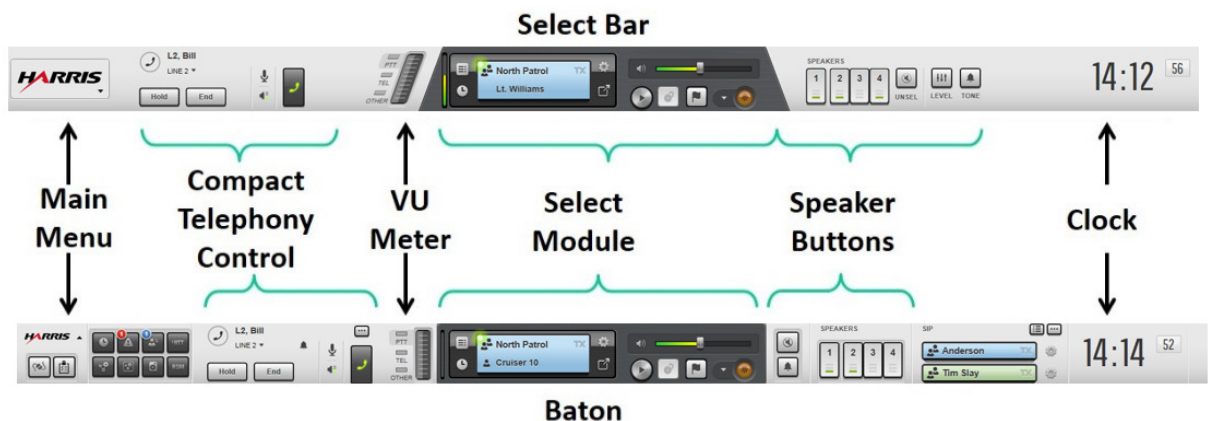 Select Bar
HARRIS
L2, Bill
LINE 2
Hold
End
PTT
TEL
OTHER
North Patrol TX
Lt. Williams
SPEAKERS
1 2 3 4
UNSEL
LEVEL
TONE
14:12
56
Main
Menu
Compact
Telephony
Control
VU
Meter
Select
Module
Speaker
Buttons
Clock
HARRIS
1
1
L2, Bill
LINE 2
Hold
End
PTT
TEL
OTHER
North Patrol TX
Cruiser 10
SPEAKERS
1 2 3 4
SIP
Anderson TX
Tim Slay TX
14:14
52
Baton